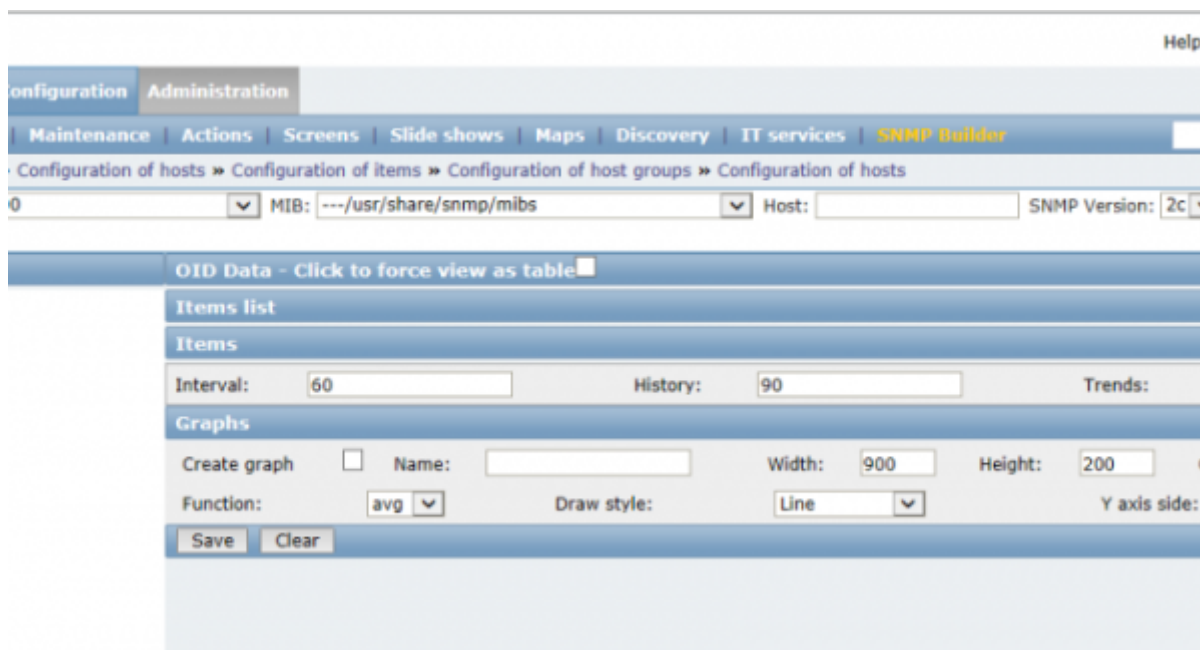 Help
onfiguration Administration
| Maintenance | Actions | Screens | Slide shows | Maps | Discovery | IT services | SNMP Builder
Configuration of hosts » Configuration of items » Configuration of host groups » Configuration of hosts
0 MIB: ---/usr/share/snmp/mibs Host: SNMP Version: 2c
OID Data - Click to force view as table
Items list
Items
Interval: 60 History: 90 Trends:
Graphs
Create graph Name: Width: 900 Height: 200
Function: avg Draw style: Line Y axis side:
Save Clear